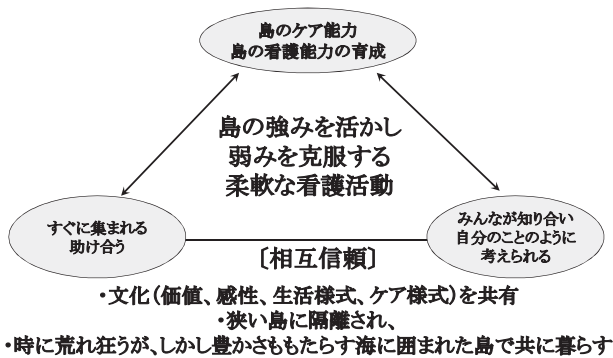 島のケア能力
島の看護能力の育成
島の強みを活かし
弱みを克服する
柔軟な看護活動
すぐに集まれる
助け合う
みんなが知り合い
自分のことのように
考えられる
〔相互信頼〕
・文化（価値、感性、生活様式、ケア様式）を共有
・狭い島に隔離され、
・時に荒れ狂うが、しかし豊かさももたらす海に囲まれた島で共に暮らす